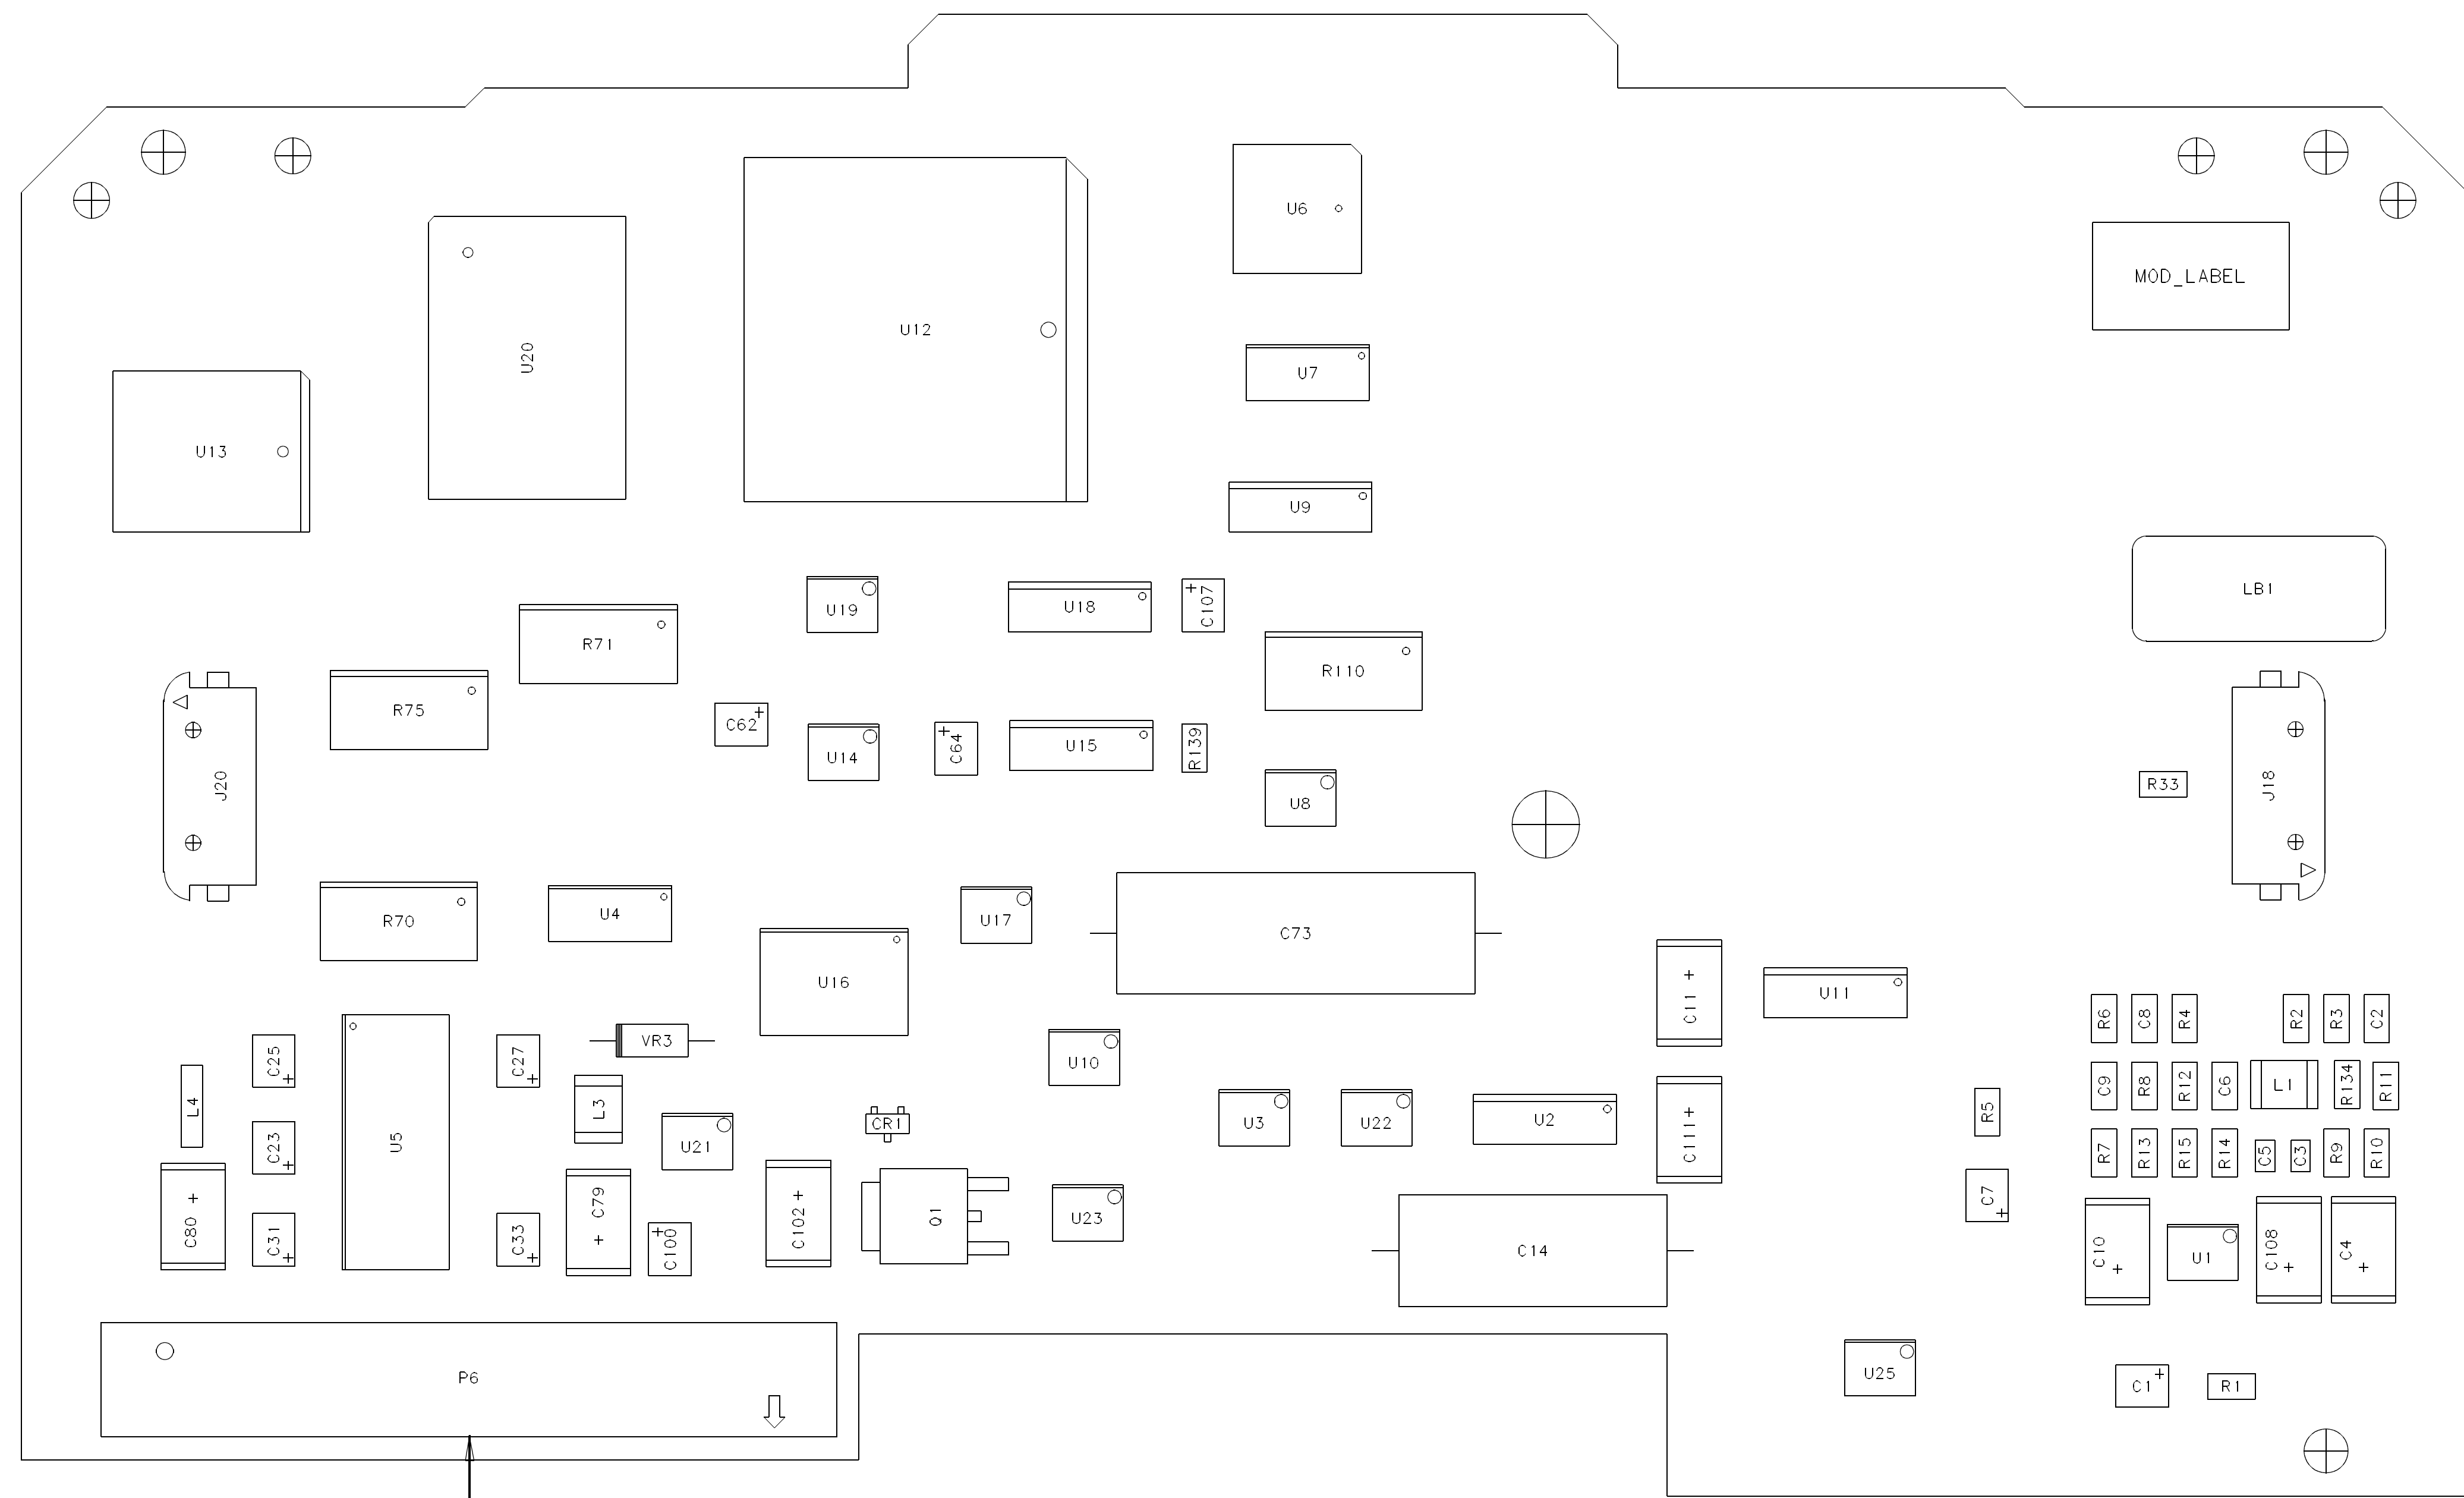 U6
MOD_LABEL
U12
U20
U7
U13
U9
LB1
U19
U18
C107
R71
R110
R75
C62
U14
C64
U15
R139
U8
J20
R33
J18
R70
U4
U17
C73
U16
C11 +
U11
R6
C8
R4
R2
R3
C2
C25 +
C27 +
VR3
U10
L4
L3
C9
R8
R12
C6
L1
R134
R11
R5
U5
C23 +
U21
CR1
U3
U22
U2
C111+
R7
R13
R15
R14
C5
C3
R9
R10
C80 +
C31 +
C33 +
+ C79
C100
C102 +
Q1
U23
C14
C7
C10 +
U1
C108 +
C4 +
P6
U25
C1 +
R1